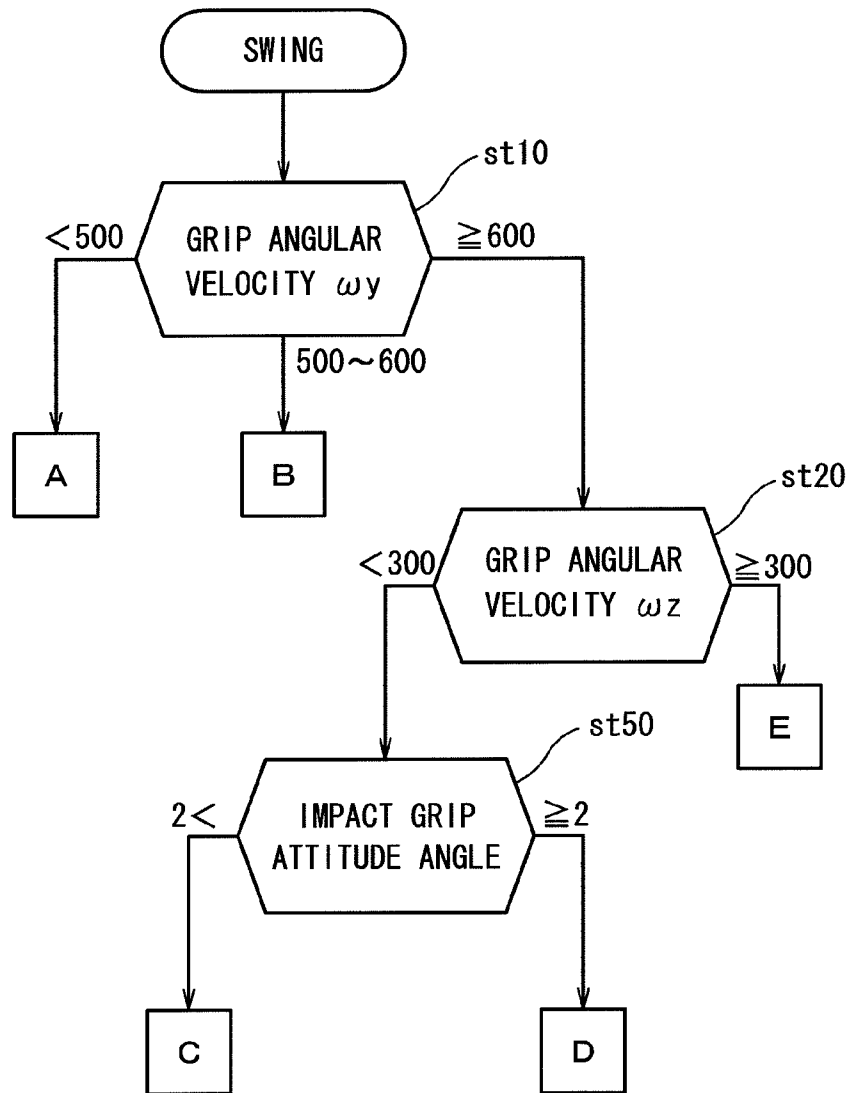 SWING
st10
<500
GRIP ANGULAR
VELOCITY ωy
≧600
500~600
A
B
st20
<300
GRIP ANGULAR
VELOCITY ωz
≧300
E
st50
2<
IMPACT GRIP
ATTITUDE ANGLE
≧2
C
D